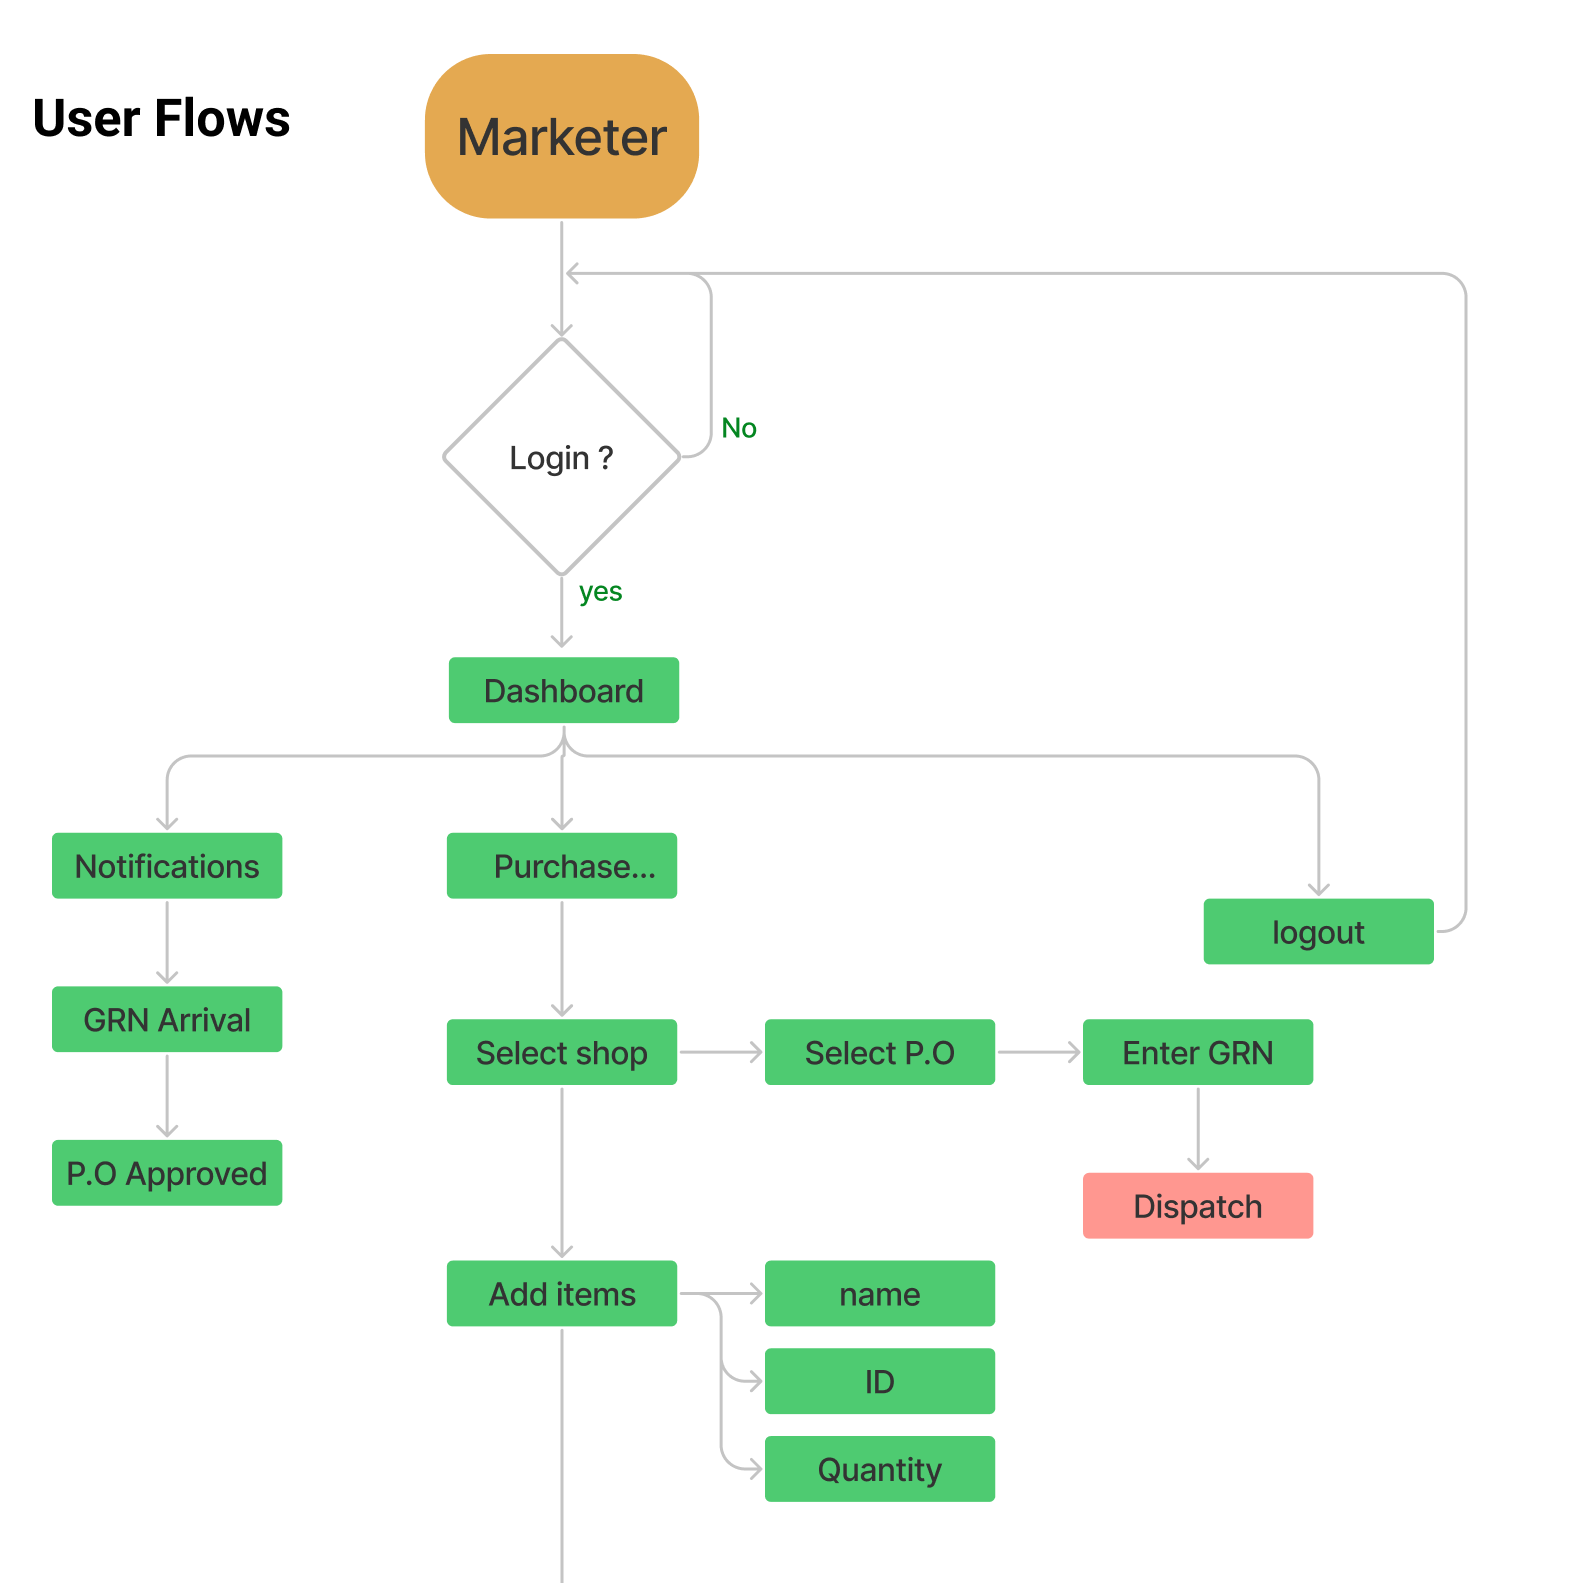 User Flows
Marketer
Login ?
No
yes
Dashboard
Notifications
Purchase...
logout
GRN Arrival
Select shop
Select P.O
Enter GRN
P.O Approved
Dispatch
Add items
name
ID
Quantity